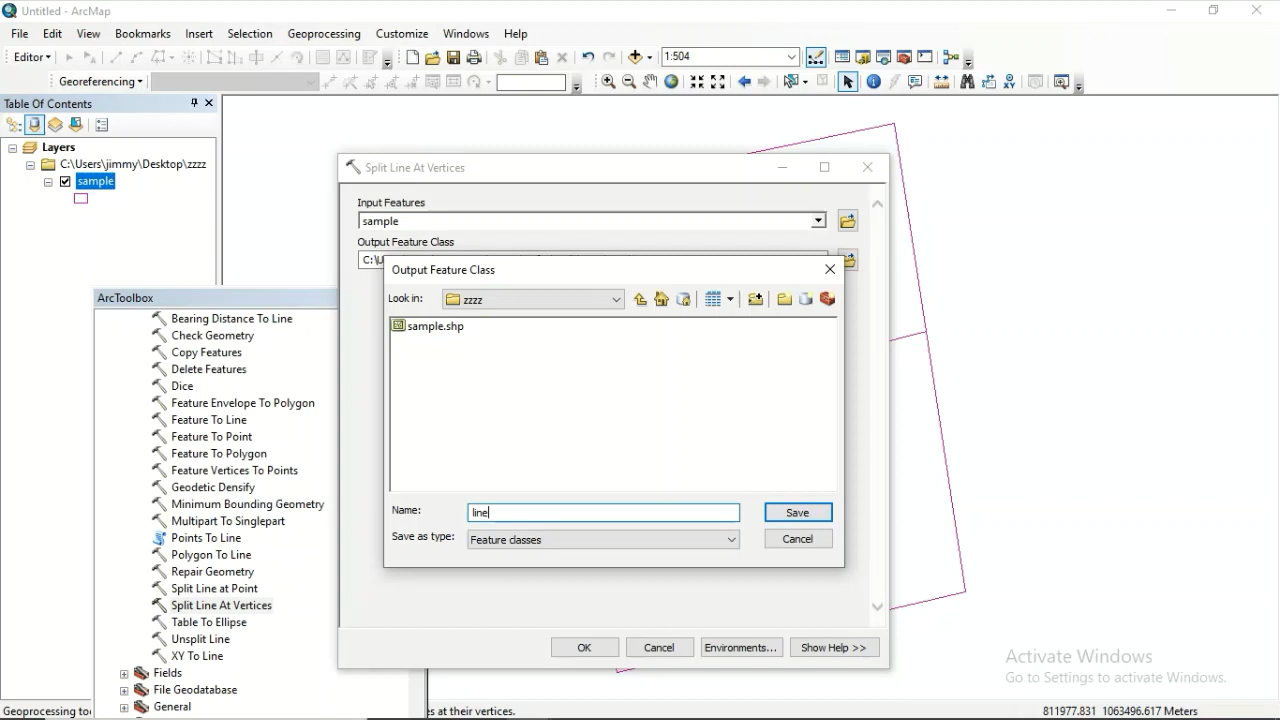 Untitled - ArcMap
File Edit View Bookmarks Insert Selection Geoprocessing Customize Windows Help
Editor
1:504
Georeferencing
Table Of Contents
Layers
C:\Users\jimmy\Desktop\zzzz
sample
ArcToolbox
Bearing Distance To Line
Check Geometry
Copy Features
Delete Features
Dice
Feature Envelope To Polygon
Feature To Line
Feature To Point
Feature To Polygon
Feature Vertices To Points
Geodetic Densify
Minimum Bounding Geometry
Multipart To Singlepart
Points To Line
Polygon To Line
Repair Geometry
Split Line at Point
Split Line At Vertices
Table To Ellipse
Unsplit Line
XY To Line
Fields
File Geodatabase
General
Split Line At Vertices
Input Features
sample
Output Feature Class
C:\U
Output Feature Class
Look in: zzzz
sample.shp
Name: line Save
Save as type: Feature classes Cancel
OK Cancel Environments... Show Help >>
Activate Windows
Go to Settings to activate Windows.
Geoprocessing to
es at their vertices.
811977.831 1063496.617 Meters